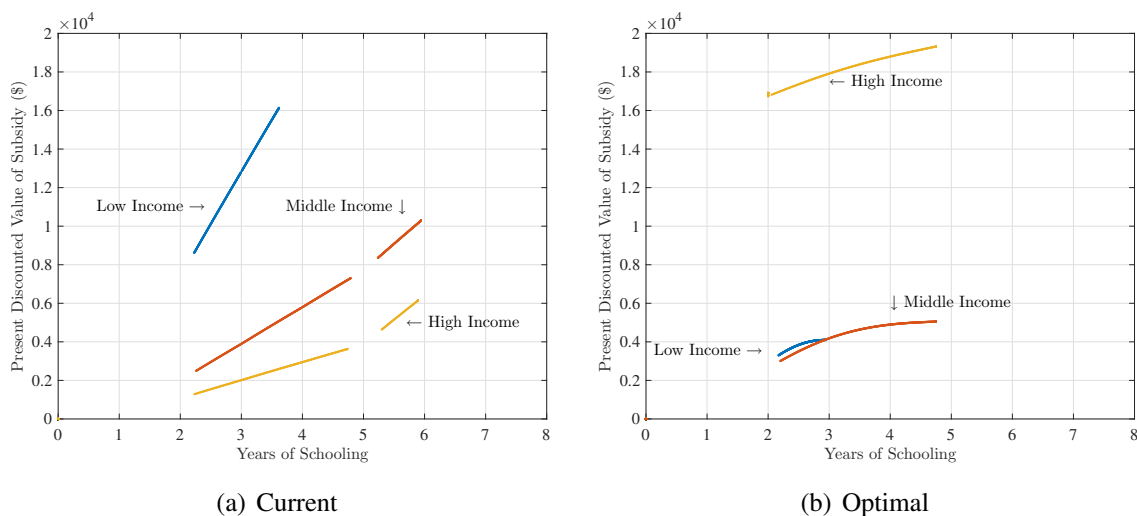 ×10⁴
2
1.8
1.6
1.4
1.2
1
0.8
0.6
0.4
0.2
0
0 1 2 3 4 5 6 7 8
Present Discounted Value of Subsidy ($)
Years of Schooling
Low Income →
Middle Income ↓
← High Income
(a) Current
×10⁴
2
1.8
1.6
1.4
1.2
1
0.8
0.6
0.4
0.2
0
0 1 2 3 4 5 6 7 8
Present Discounted Value of Subsidy ($)
Years of Schooling
← High Income
↓ Middle Income
Low Income →
(b) Optimal